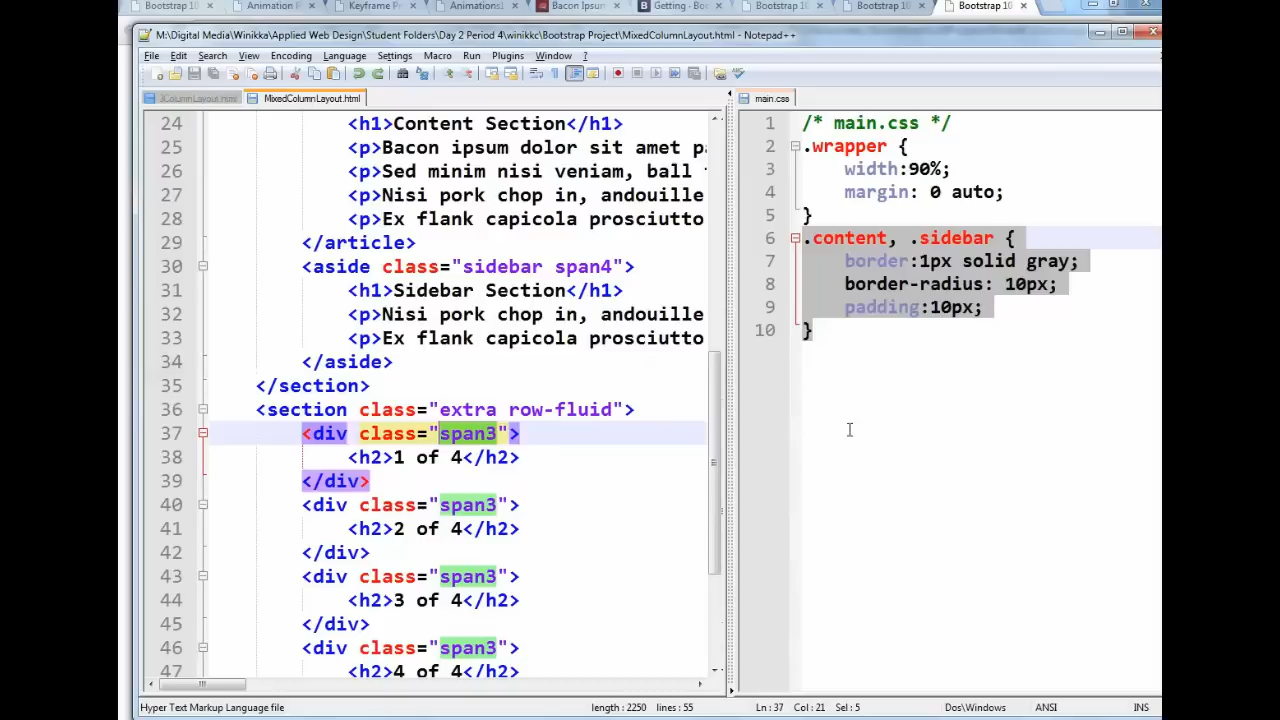 Bootstrap 10
Animation
Keyframe Pr
Animations1
Bacon Ipsum
Getting - Boo
Bootstrap 10
Bootstrap 10
Bootstrap 10
M:\Digital Media\Winikka\Applied Web Design\Student Folders\Day 2 Period 4\winikkc\Bootstrap Project\MixedColumnLayout.html - Notepad++
File Edit Search View Encoding Language Settings Macro Run Plugins Window ?
MixedColumnLayout.html
main.css
24 <h1>Content Section</h1>
25 <p>Bacon ipsum dolor sit amet
26 <p>Sed minim nisi veniam, ball
27 <p>Nisi pork chop in, andouille
28 <p>Ex flank capicola prosciutto
29 </article>
30 <aside class="sidebar span4">
31 <h1>Sidebar Section</h1>
32 <p>Nisi pork chop in, andouille
33 <p>Ex flank capicola prosciutto
34 </aside>
35 </section>
36 <section class="extra row-fluid">
37 <div class="span3">
38 <h2>1 of 4</h2>
39 </div>
40 <div class="span3">
41 <h2>2 of 4</h2>
42 </div>
43 <div class="span3">
44 <h2>3 of 4</h2>
45 </div>
46 <div class="span3">
47 <h2>4 of 4</h2>
1 /* main.css */
2 .wrapper {
3 width:90%;
4 margin: 0 auto;
5 }
6 .content, .sidebar {
7 border:1px solid gray;
8 border-radius: 10px;
9 padding:10px;
10 }
Hyper Text Markup Language file length : 2250 lines : 55 Ln : 37 Col : 21 Sel : 5 Dos\Windows ANSI INS